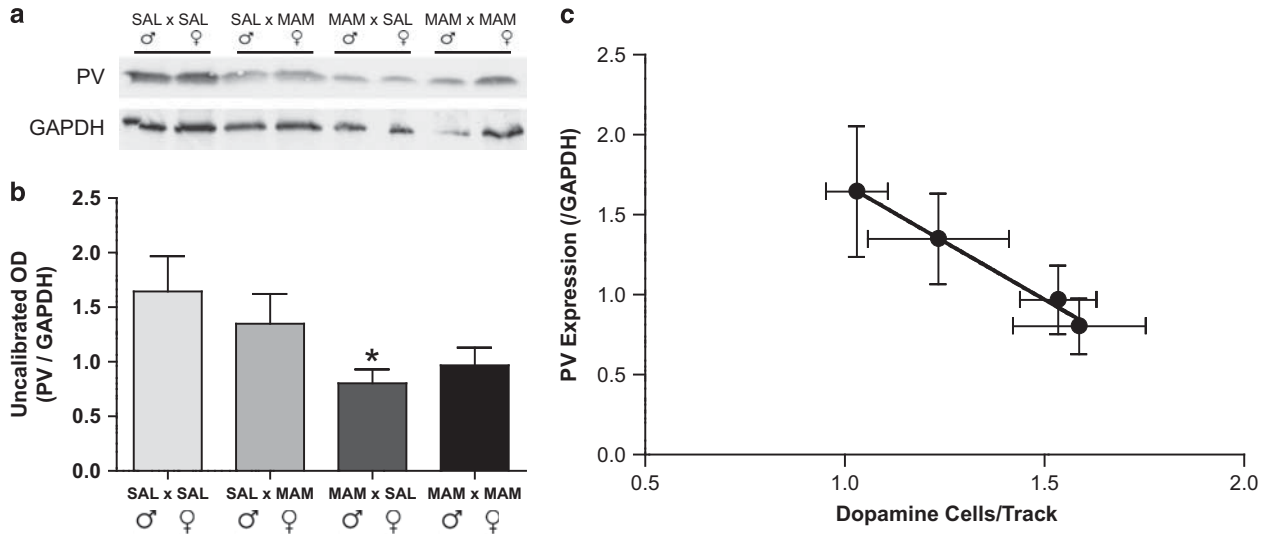 a
SAL x SAL SAL x MAM MAM x SAL MAM x MAM
♂ ♀ ♂ ♀ ♂ ♀ ♂ ♀
PV
GAPDH
b
Uncalibrated OD
(PV / GAPDH)
2.5
2.0
1.5
1.0
0.5
0.0
*
SAL x SAL SAL x MAM MAM x SAL MAM x MAM
♂ ♀ ♂ ♀ ♂ ♀ ♂ ♀
c
PV Expression (/GAPDH)
2.5
2.0
1.5
1.0
0.5
0.0
0.5 1.0 1.5 2.0
Dopamine Cells/Track